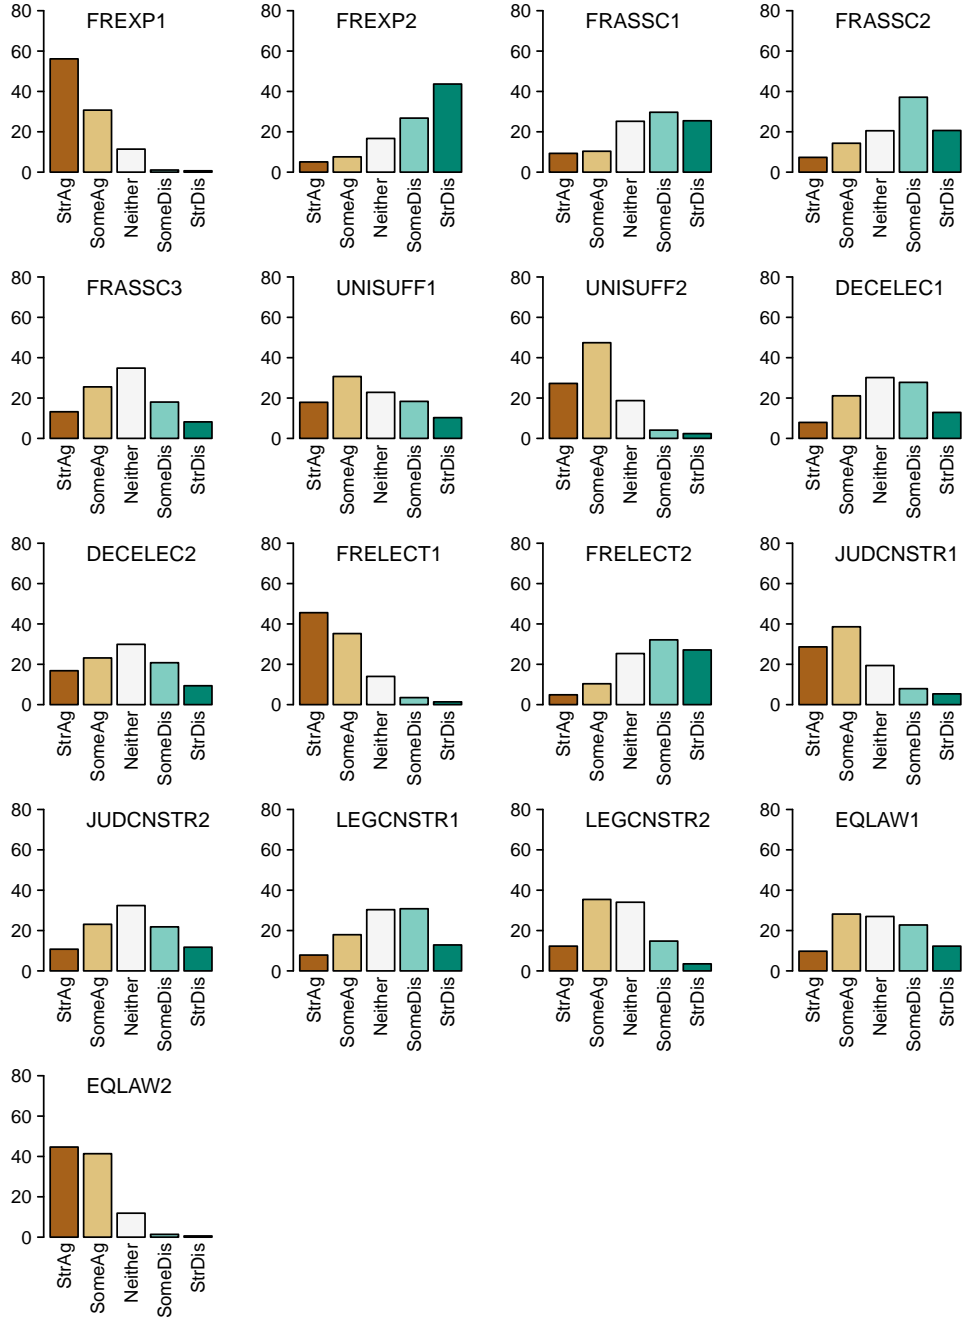 FREXP1
80
60
40
20
0
StrAg
SomeAg
Neither
SomeDis
StrDis
FREXP2
80
60
40
20
0
StrAg
SomeAg
Neither
SomeDis
StrDis
FRASSC1
80
60
40
20
0
StrAg
SomeAg
Neither
SomeDis
StrDis
FRASSC2
80
60
40
20
0
StrAg
SomeAg
Neither
SomeDis
StrDis
FRASSC3
80
60
40
20
0
StrAg
SomeAg
Neither
SomeDis
StrDis
UNISUFF1
80
60
40
20
0
StrAg
SomeAg
Neither
SomeDis
StrDis
UNISUFF2
80
60
40
20
0
StrAg
SomeAg
Neither
SomeDis
StrDis
DECELEC1
80
60
40
20
0
StrAg
SomeAg
Neither
SomeDis
StrDis
DECELEC2
80
60
40
20
0
StrAg
SomeAg
Neither
SomeDis
StrDis
FRELECT1
80
60
40
20
0
StrAg
SomeAg
Neither
SomeDis
StrDis
FRELECT2
80
60
40
20
0
StrAg
SomeAg
Neither
SomeDis
StrDis
JUDCNSTR1
80
60
40
20
0
StrAg
SomeAg
Neither
SomeDis
StrDis
JUDCNSTR2
80
60
40
20
0
StrAg
SomeAg
Neither
SomeDis
StrDis
LEGCNSTR1
80
60
40
20
0
StrAg
SomeAg
Neither
SomeDis
StrDis
LEGCNSTR2
80
60
40
20
0
StrAg
SomeAg
Neither
SomeDis
StrDis
EQLAW1
80
60
40
20
0
StrAg
SomeAg
Neither
SomeDis
StrDis
EQLAW2
80
60
40
20
0
StrAg
SomeAg
Neither
SomeDis
StrDis